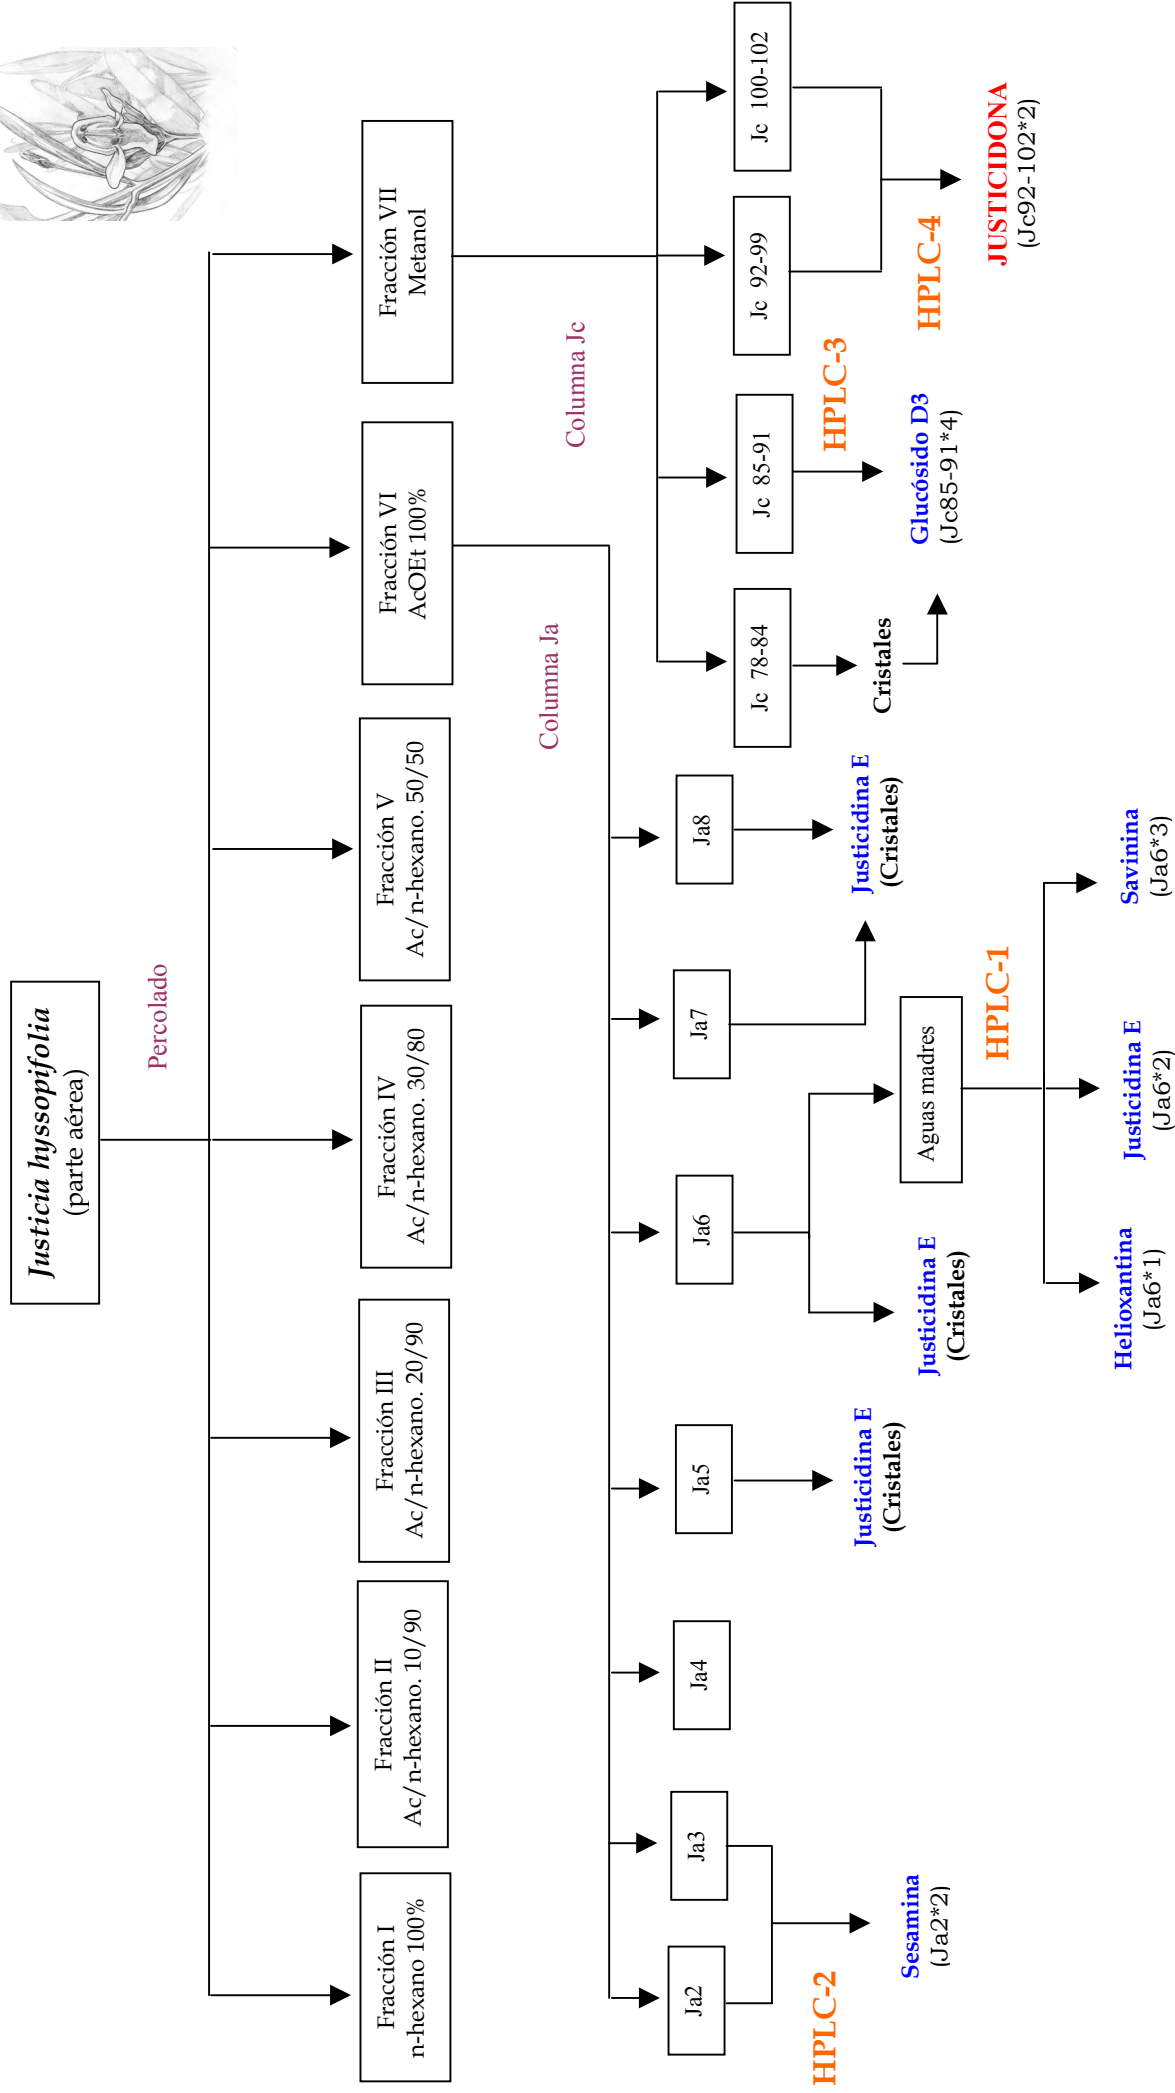 Justicia hyssopifolia
(parte aérea)
Percolado
Fracción I
n-hexano 100%
Fracción II
Ac/n-hexano. 10/90
Fracción III
Ac/n-hexano. 20/90
Fracción IV
Ac/n-hexano. 30/80
Fracción V
Ac/n-hexano. 50/50
Fracción VI
AcOEt 100%
Fracción VII
Metanol
Columna Ja
Columna Jc
Ja2
Ja3
Ja4
Ja5
Ja6
Ja7
Ja8
Jc 78-84
Jc 85-91
Jc 92-99
Jc 100-102
HPLC-2
HPLC-3
HPLC-4
Sesamina
(Ja2*2)
Justicidina E
(Cristales)
Justicidina E
(Cristales)
Aguas madres
Justicidina E
(Cristales)
Cristales
Glucósido D3
(Jc85-91*4)
JUSTICIDONA
(Jc92-102*2)
HPLC-1
Helioxantina
(Ja6*1)
Justicidina E
(Ja6*2)
Savinina
(Ja6*3)